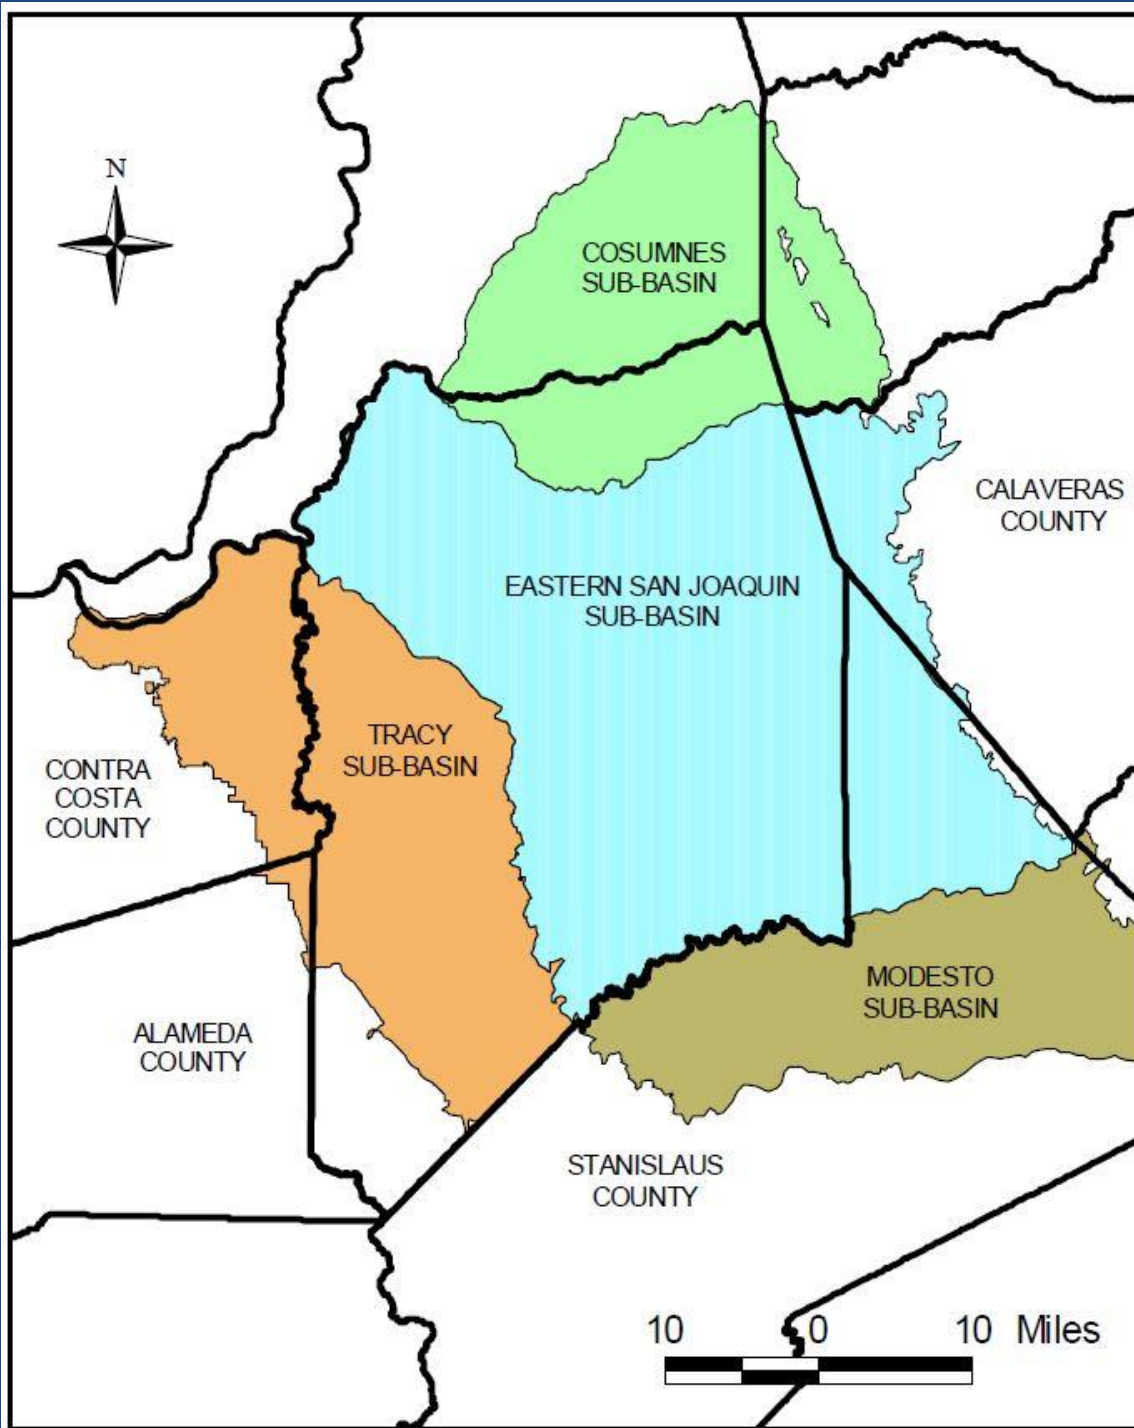 N
COSUMNES
SUB-BASIN
CALAVERAS
COUNTY
EASTERN SAN JOAQUIN
SUB-BASIN
TRACY
SUB-BASIN
CONTRA
COSTA
COUNTY
MODESTO
SUB-BASIN
ALAMEDA
COUNTY
STANISLAUS
COUNTY
10 0 10 Miles